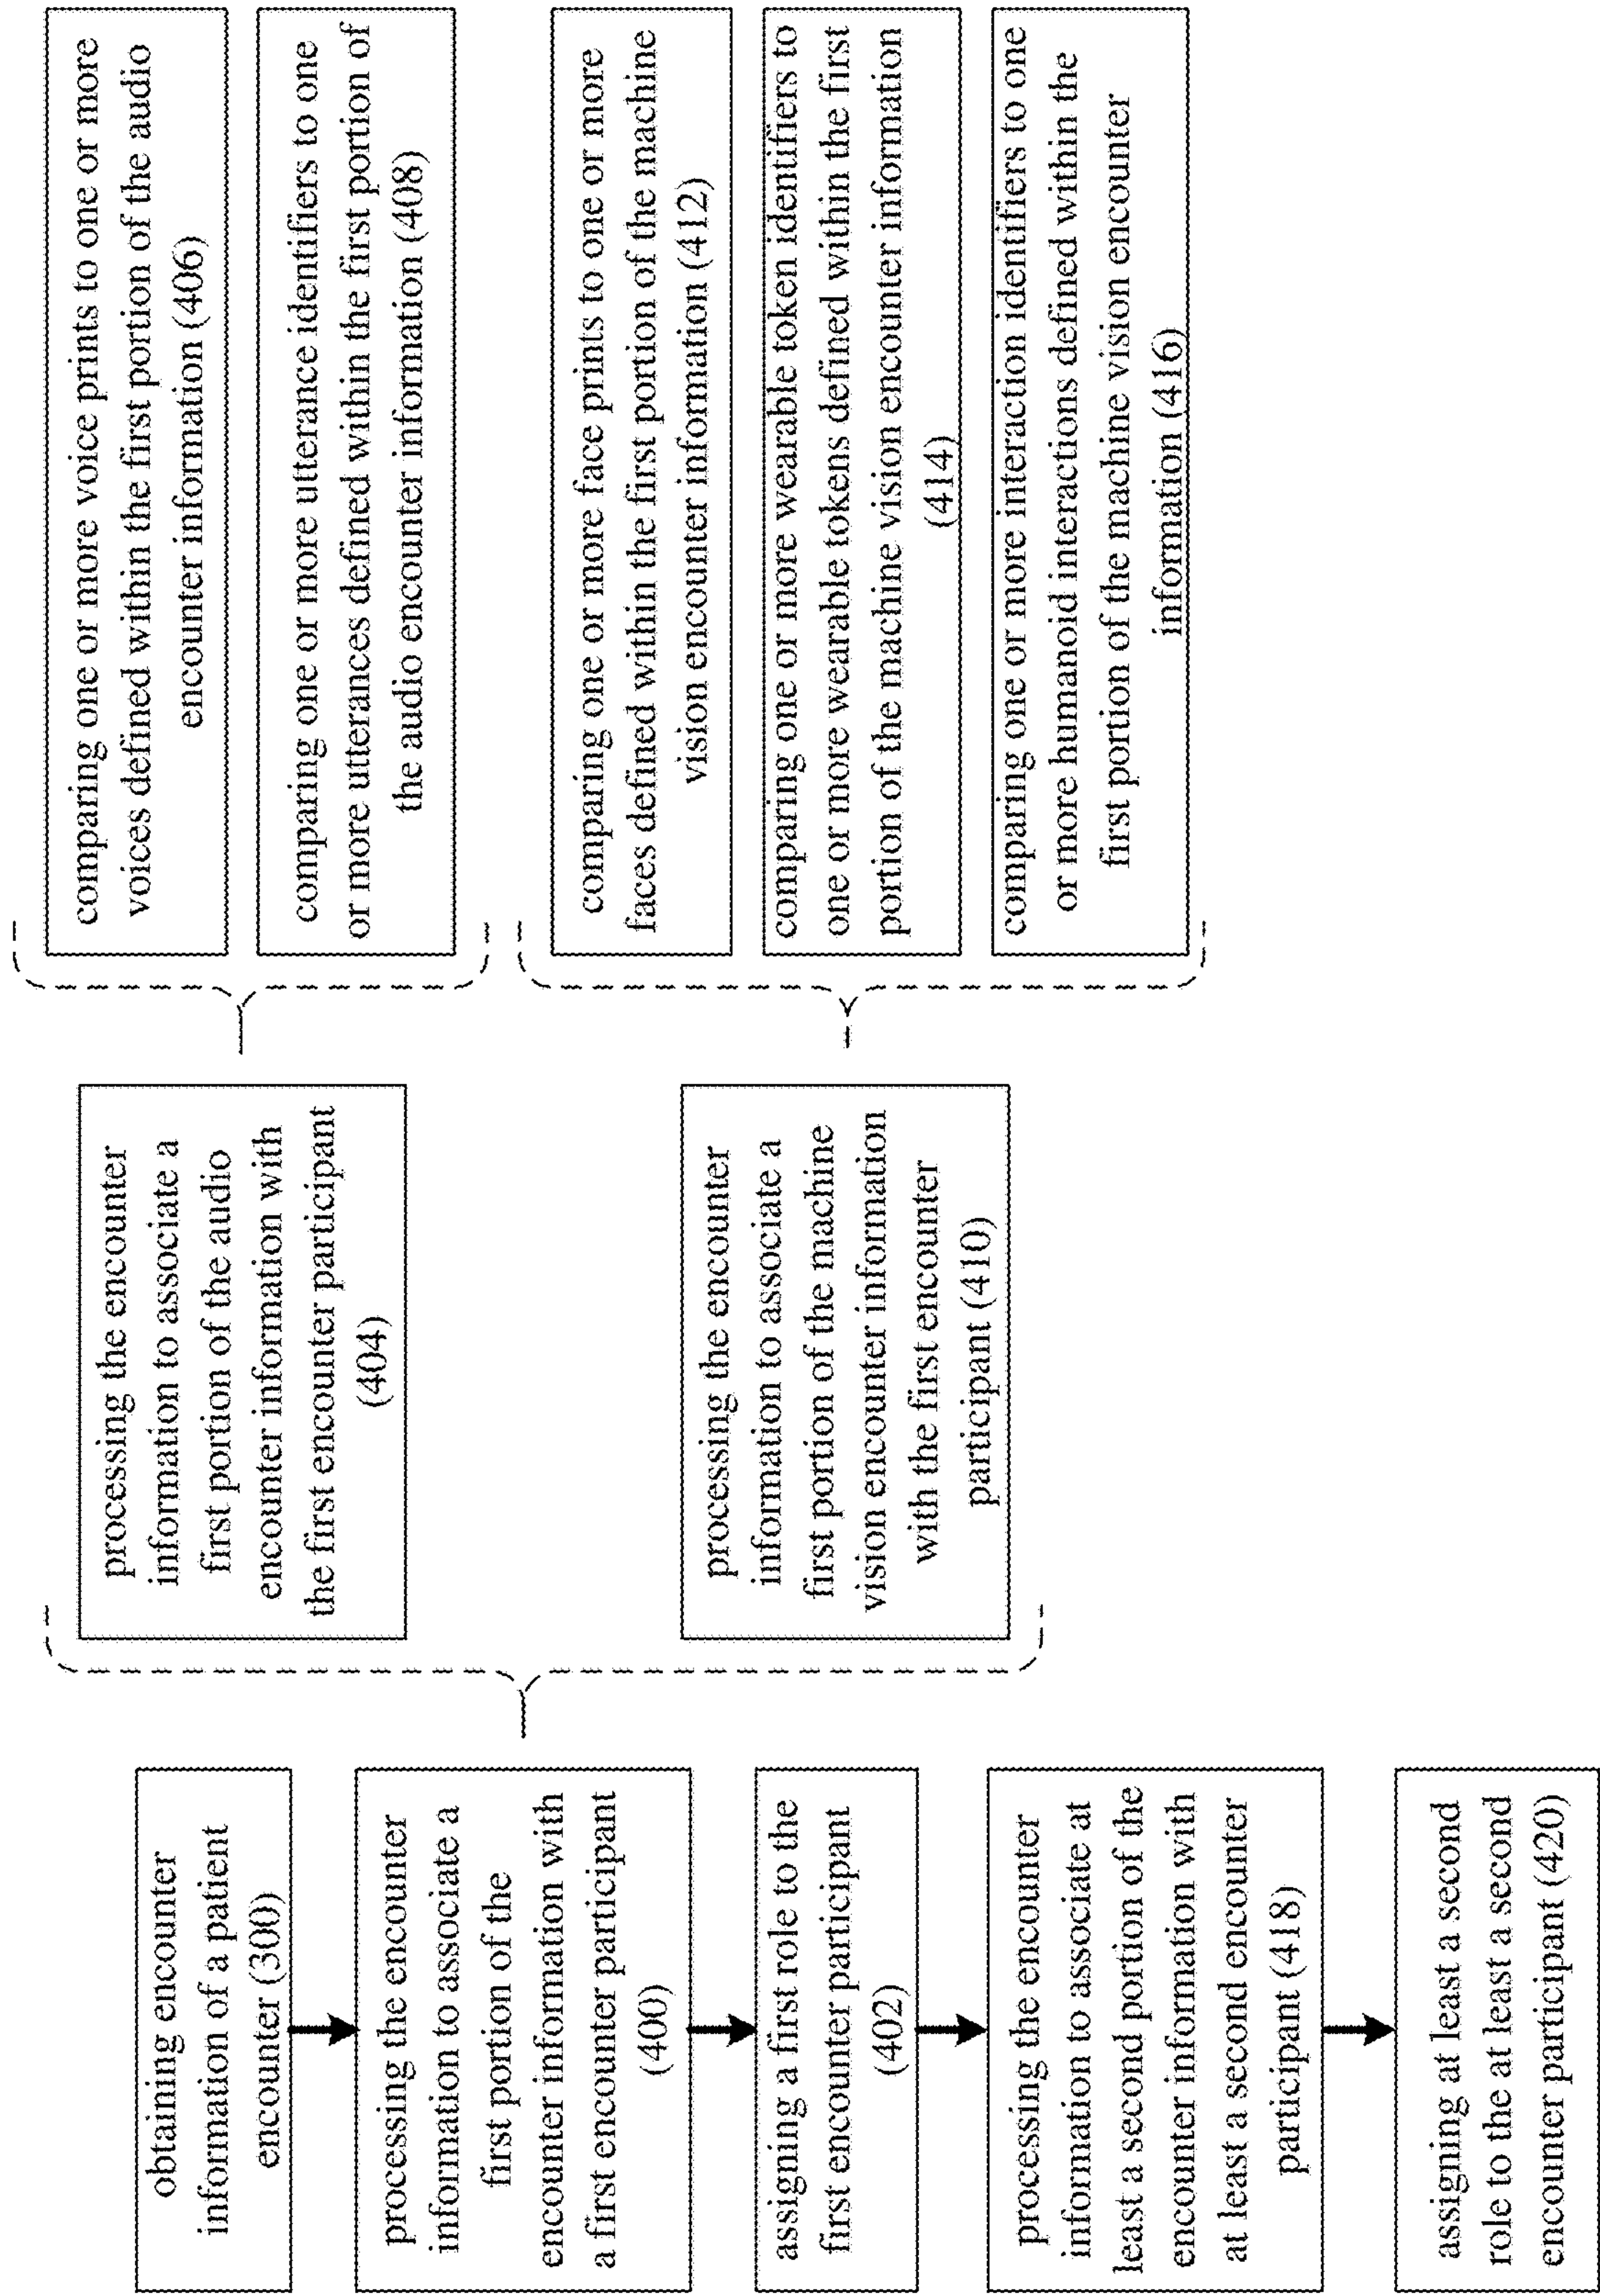 obtaining encounter
information of a patient
encounter (300)
processing the encounter
information to associate a
first portion of the
encounter information with
a first encounter participant
(400)
assigning a first role to the
first encounter participant
(402)
processing the encounter
information to associate at
least a second portion of the
encounter information with
at least a second encounter
participant (418)
assigning at least a second
role to the at least a second
encounter participant (420)
processing the encounter
information to associate a
first portion of the audio
encounter information with
the first encounter participant
(404)
processing the encounter
information to associate a
first portion of the machine
vision encounter information
with the first encounter
participant (410)
comparing one or more voice prints to one or more
voices defined within the first portion of the audio
encounter information (406)
comparing one or more utterance identifiers to one
or more utterances defined within the first portion of
the audio encounter information (408)
comparing one or more face prints to one or more
faces defined within the first portion of the machine
vision encounter information (412)
comparing one or more wearable token identifiers to
one or more wearable tokens defined within the first
portion of the machine vision encounter information
(414)
comparing one or more interaction identifiers to one
or more humanoid interactions defined within the
first portion of the machine vision encounter
information (416)